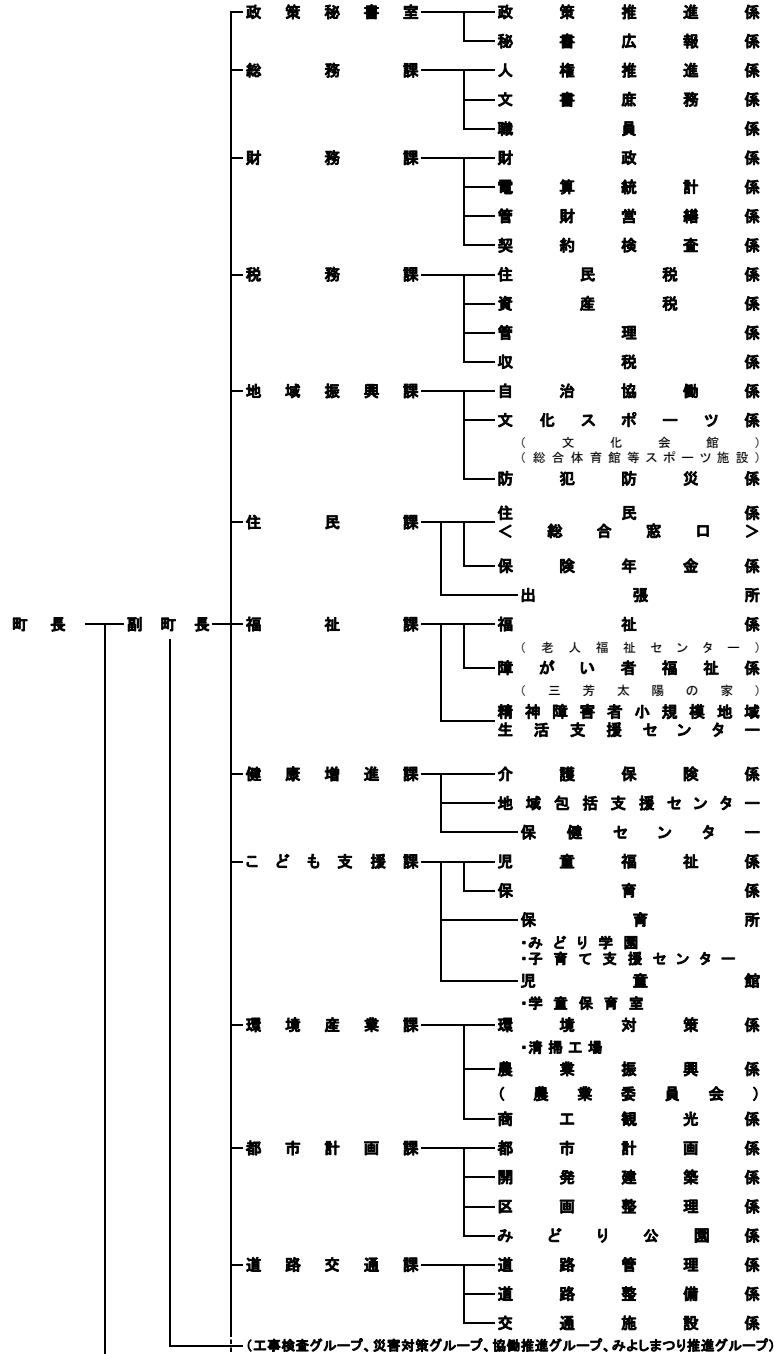 政策秘書室 政策推進係
秘書広報係
総務課 人権推進係
文書庶務係
職員係
財務課 財政係
電算統計係
管財営繕係
契約検査係
税務課 住民税係
資産税係
管理係
収税係
地域振興課 自治協働係
文化スポーツ係
(文化会館)
(総合体育館等スポーツ施設)
防犯防災係
住民課 住民係
<総合窓口>
保険年金係
出張所
町長 副町長 福祉課 福祉係
(老人福祉センター)
障がい者福祉係
(三芳太陽の家)
精神障害者小規模地域
生活支援センター
健康増進課 介護保険係
地域包括支援センター
保健センター
こども支援課 児童福祉係
保育係
保育所
・みどり学園
・子育て支援センター
児童館
・学童保育室
環境産業課 環境対策係
・清掃工場
農業振興係
(農業委員会)
商工観光係
都市計画課 都市計画係
開発建築係
区画整理係
みどり公園係
道路交通課 道路管理係
道路整備係
交通施設係
(工事検査グループ、災害対策グループ、協働推進グループ、みよしまつり推進グループ)